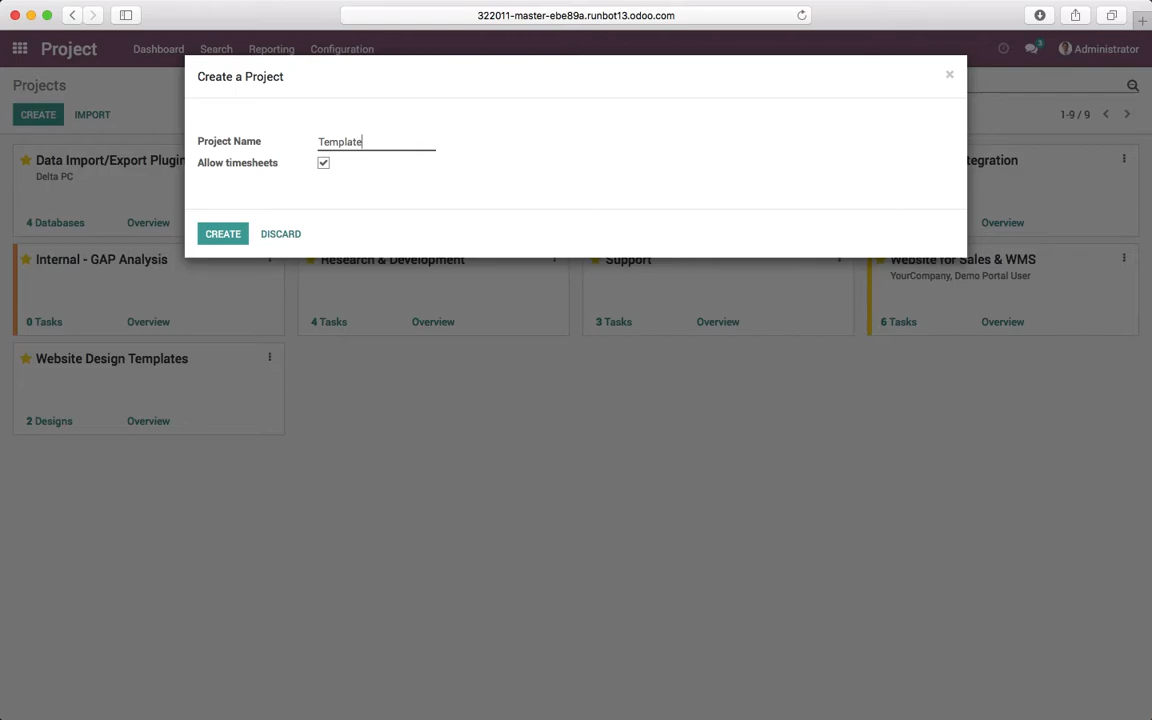 322011-master-ebe89a.runbot13.odoo.com
Project Dashboard Search Reporting Configuration 3 Administrator
Projects
CREATE IMPORT 1-9 / 9
Create a Project ×
Project Name Template
Allow timesheets
CREATE DISCARD
Data Import/Export Plugin
Delta PC
4 Databases Overview
tegration
Overview
Internal - GAP Analysis
0 Tasks Overview
Research & Development
4 Tasks Overview
Support
3 Tasks Overview
Website for Sales & WMS
YourCompany, Demo Portal User
6 Tasks Overview
Website Design Templates
2 Designs Overview